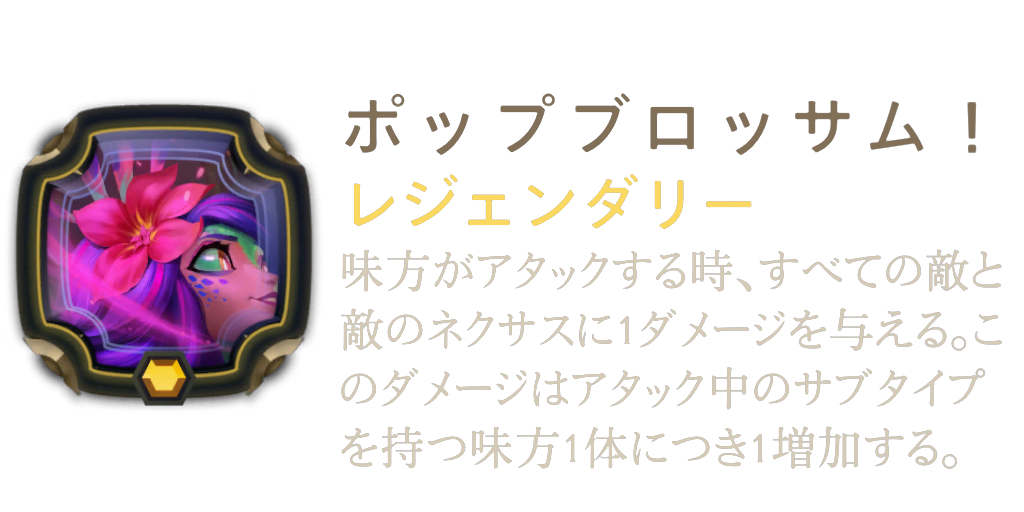 ポップブロッサム！
レジェンダリー
味方がアタックする時、すべての敵と
敵のネクサスに1ダメージを与える。こ
のダメージはアタック中のサブタイプ
を持つ味方1体につき1増加する。